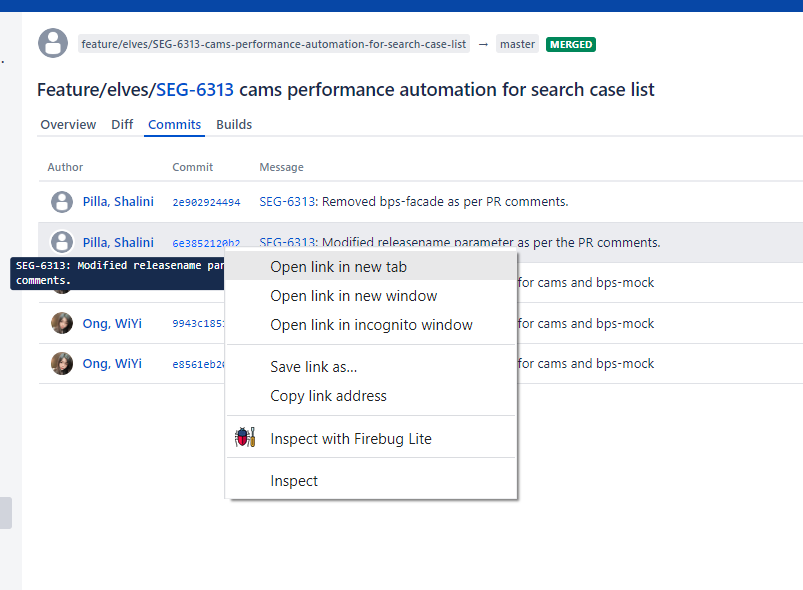 feature/elves/SEG-6313-cams-performance-automation-for-search-case-list → master MERGED
Feature/elves/SEG-6313 cams performance automation for search case list
Overview Diff Commits Builds
Author Commit Message
Pilla, Shalini 2e902924494 SEG-6313: Removed bps-facade as per PR comments.
Pilla, Shalini 6e3852120b2 SEG-6313: Modified releasename parameter as per the PR comments.
SEG-6313: Modified releasename par
comments.
for cams and bps-mock
Ong, WiYi 9943c185 for cams and bps-mock
Ong, WiYi e8561eb2 for cams and bps-mock
Open link in new tab
Open link in new window
Open link in incognito window
Save link as...
Copy link address
Inspect with Firebug Lite
Inspect